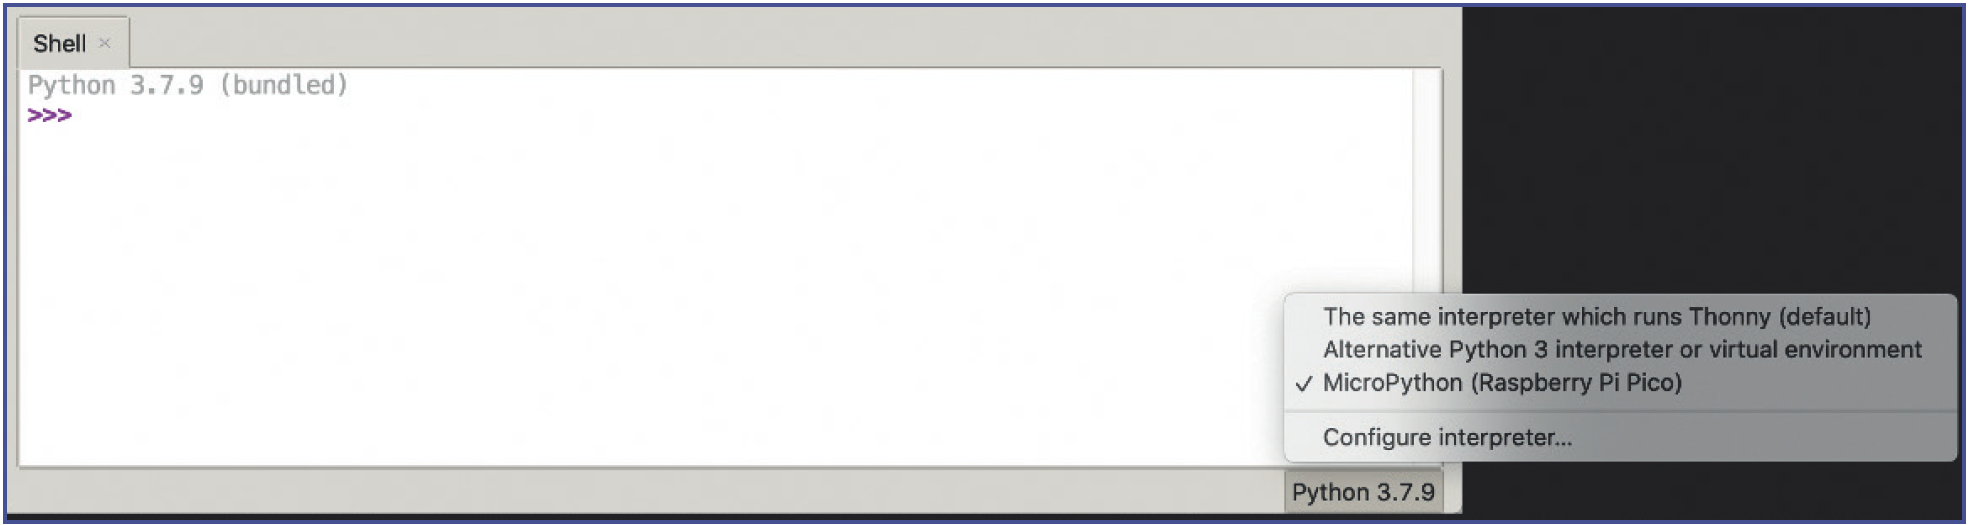 Shell ×
Python 3.7.9 (bundled)
>>>
The same interpreter which runs Thonny (default)
Alternative Python 3 interpreter or virtual environment
✓ MicroPython (Raspberry Pi Pico)
Configure interpreter...
Python 3.7.9